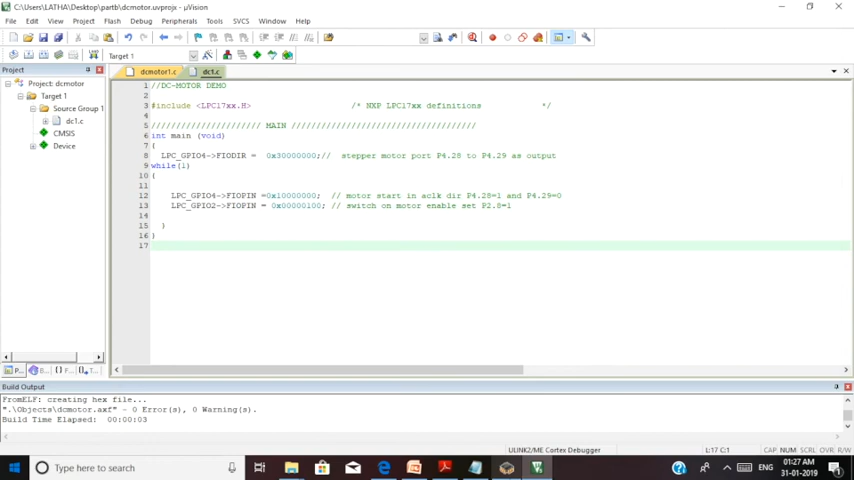 C:\Users\LATHA\Desktop\partb\dcmotor.uvprojx - µVision
File Edit View Project Flash Debug Peripherals Tools SVCS Window Help
Target 1
Project
dcmotor1.c dc1.c
Project: dcmotor
Target 1
Source Group 1
dc1.c
CMSIS
Device
1 //DC-MOTOR DEMO
2
3 #include <LPC17xx.H> /* NXP LPC17xx definitions */
4
5 ////////////////////// MAIN /////////////////////////////////////
6 int main (void)
7 {
8 LPC_GPIO4->FIODIR = 0x30000000;// stepper motor port P4.28 to P4.29 as output
9 while(1)
10 {
11
12 LPC_GPIO4->FIOPIN =0x10000000; // motor start in aclk dir P4.28=1 and P4.29=0
13 LPC_GPIO2->FIOPIN = 0x00000100; // switch on motor enable set P2.8=1
14
15 }
16 }
17
P... B... {} F... T...
Build Output
FromELF: creating hex file...
".\Objects\dcmotor.axf" - 0 Error(s), 0 Warning(s).
Build Time Elapsed: 00:00:03
ULINK2/ME Cortex Debugger L:17 C:1 CAP NUM SCRL OVR R/W
Type here to search
ENG
01:27 AM
31-01-2019